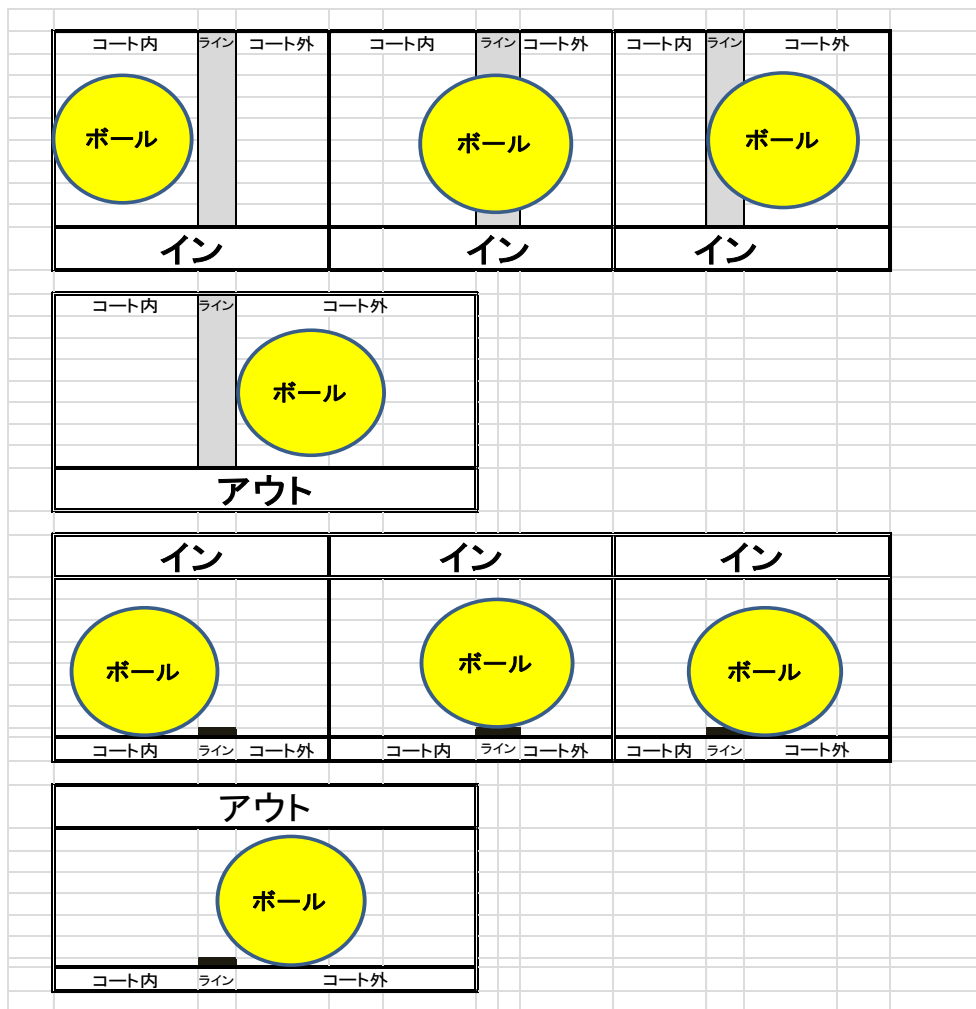 コート内 ライン コート外 コート内 ライン コート外 コート内 ライン コート外
ボール ボール ボール
イン イン イン
コート内 ライン コート外
ボール
アウト
イン イン イン
ボール ボール ボール
コート内 ライン コート外 コート内 ライン コート外 コート内 ライン コート外
アウト
ボール
コート内 ライン コート外